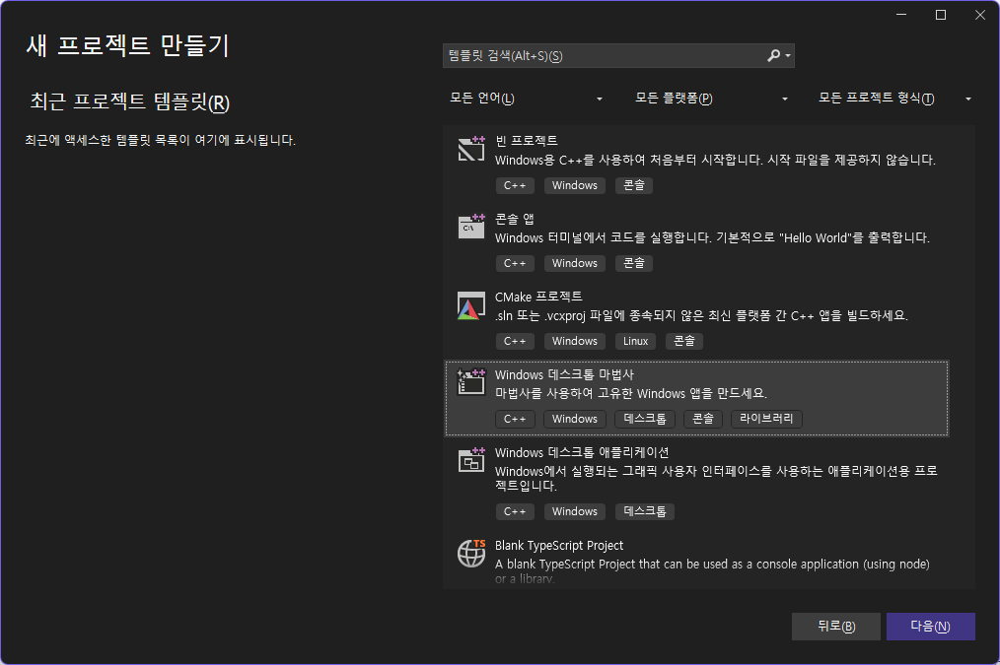 새 프로젝트 만들기
최근 프로젝트 템플릿(R)
최근에 액세스한 템플릿 목록이 여기에 표시됩니다.
템플릿 검색(Alt+S)(S)
모든 언어(L) 모든 플랫폼(P) 모든 프로젝트 형식(T)
빈 프로젝트
Windows용 C++를 사용하여 처음부터 시작합니다. 시작 파일을 제공하지 않습니다.
C++ Windows 콘솔
C:\
콘솔 앱
Windows 터미널에서 코드를 실행합니다. 기본적으로 "Hello World"를 출력합니다.
C++ Windows 콘솔
CMake 프로젝트
.sln 또는 .vcxproj 파일에 종속되지 않은 최신 플랫폼 간 C++ 앱을 빌드하세요.
C++ Windows Linux 콘솔
Windows 데스크톱 마법사
마법사를 사용하여 고유한 Windows 앱을 만드세요.
C++ Windows 데스크톱 콘솔 라이브러리
Windows 데스크톱 애플리케이션
Windows에서 실행되는 그래픽 사용자 인터페이스를 사용하는 애플리케이션용 프로
젝트입니다.
C++ Windows 데스크톱
TS
Blank TypeScript Project
A blank TypeScript Project that can be used as a console application (using node)
or a library.
뒤로(B) 다음(N)